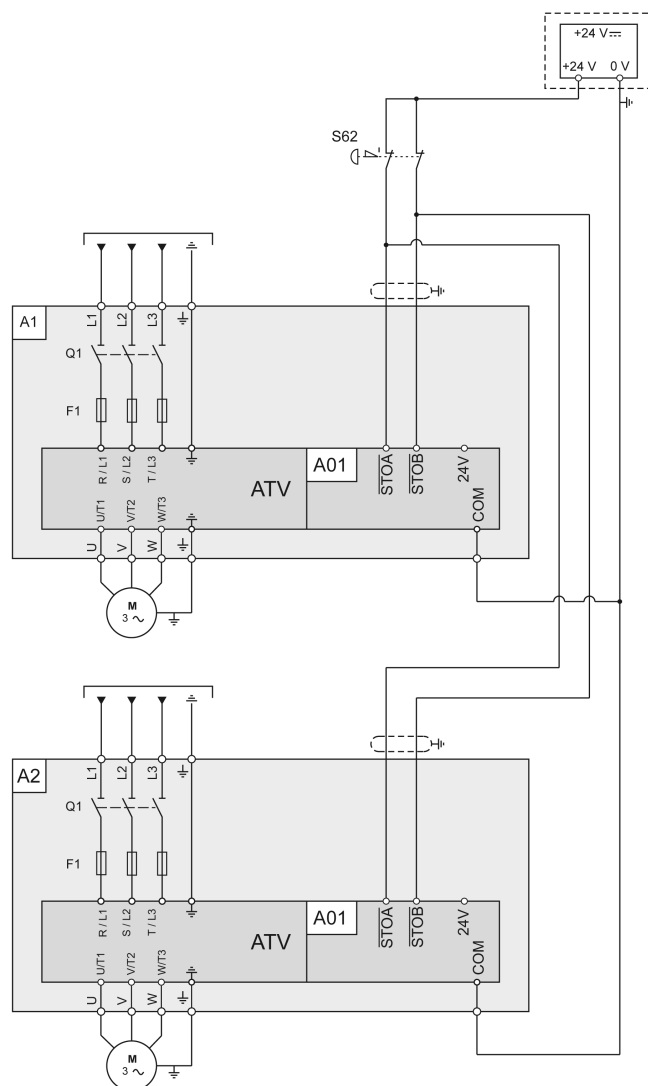 +24 V
+24 V 0 V
S62
A1
L1 L2 L3
Q1
F1
R / L1 S / L2 T / L3
ATV
A01
STOA STOB 24V
COM
U/T1 V/T2 W/T3
U V W
M
3 ~
A2
L1 L2 L3
Q1
F1
R / L1 S / L2 T / L3
ATV
A01
STOA STOB 24V
COM
U/T1 V/T2 W/T3
U V W
M
3 ~